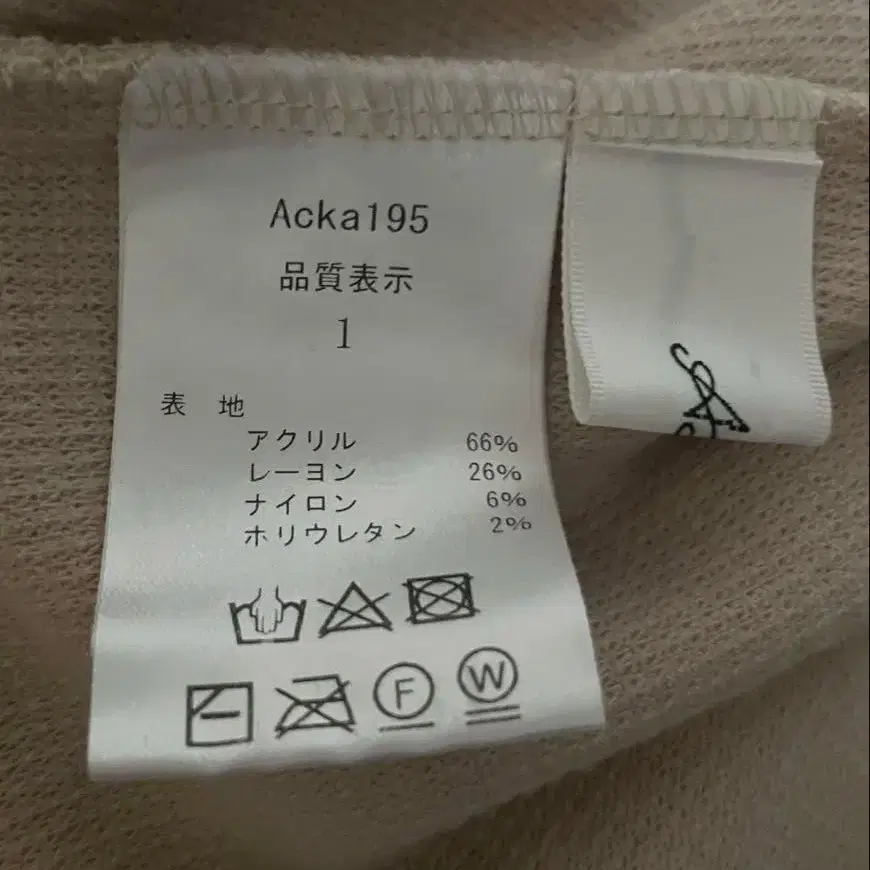 Acka195
品質表示
1
表 地
アクリル 66%
レーヨン 26%
ナイロン 6%
ホリウレタン 2%
F W